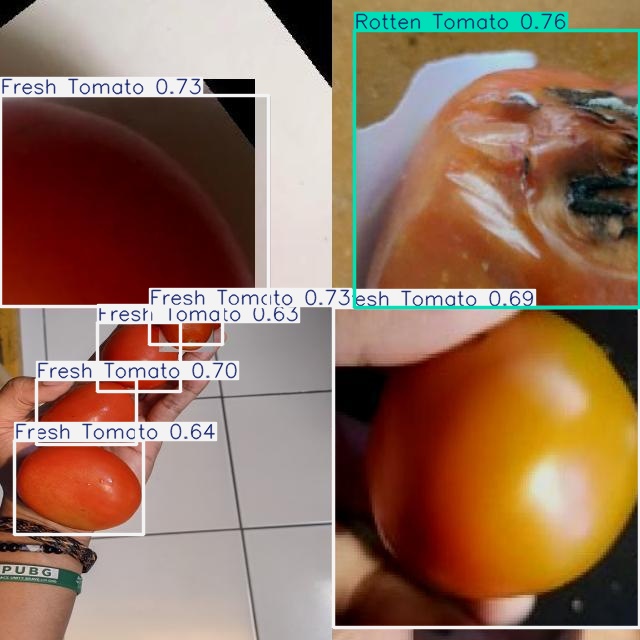 Rotten Tomato 0.76
Fresh Tomato 0.73
Fresh Tomato 0.73
esh Tomato 0.69
Fresh Tomato 0.63
Fresh Tomato 0.70
Fresh Tomato 0.64
PUBG